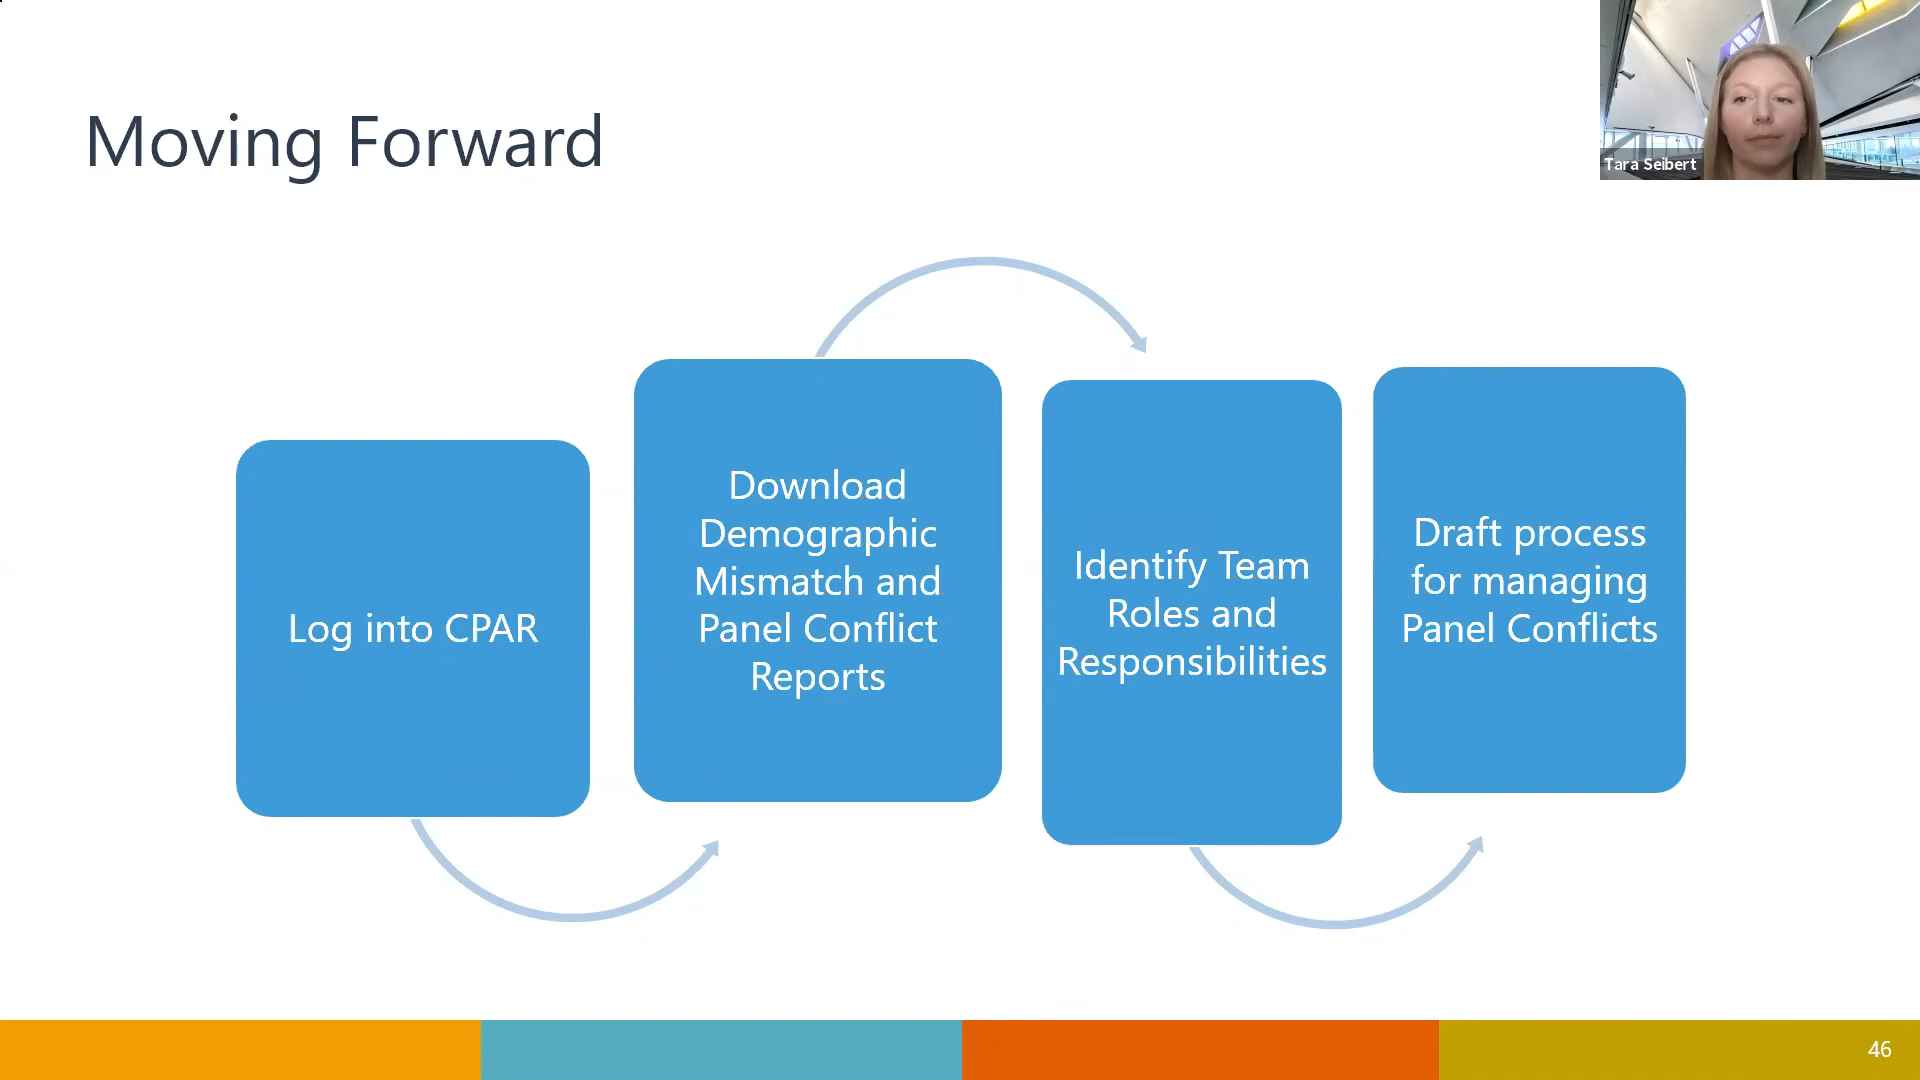 Moving Forward
Tara Seibert
Log into CPAR
Download
Demographic
Mismatch and
Panel Conflict
Reports
Identify Team
Roles and
Responsibilities
Draft process
for managing
Panel Conflicts
46